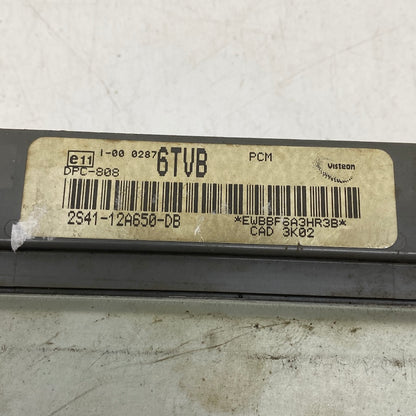 e11 I-00 0287 6TVB PCM Visteon
DPC-808
2S41-12A650-DB *EWBBF6A3HR3B*
CAD 3K02